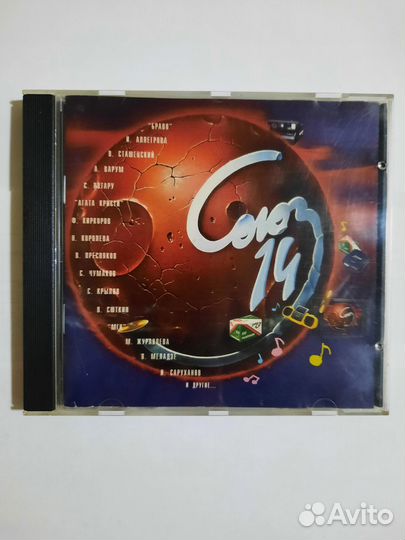 "БРАВО"
И. АЛЛЕГРОВА
В. СТАШЕВСКИЙ
А. ВАРУМ
С. РОТАРУ
"АГАТА КРИСТИ"
Ф. КИРКОРОВ
Н. КОРОЛЕВА
В. ПРЕСНЯКОВ
С. ЧУМАКОВ
С. КРЫЛОВ
В. СЮТКИН
М. ЖУРАВЛЕВА
В. МЕЛАДЗЕ
И. САРУХАНОВ
И ДРУГИЕ...
Союз
14
Avito